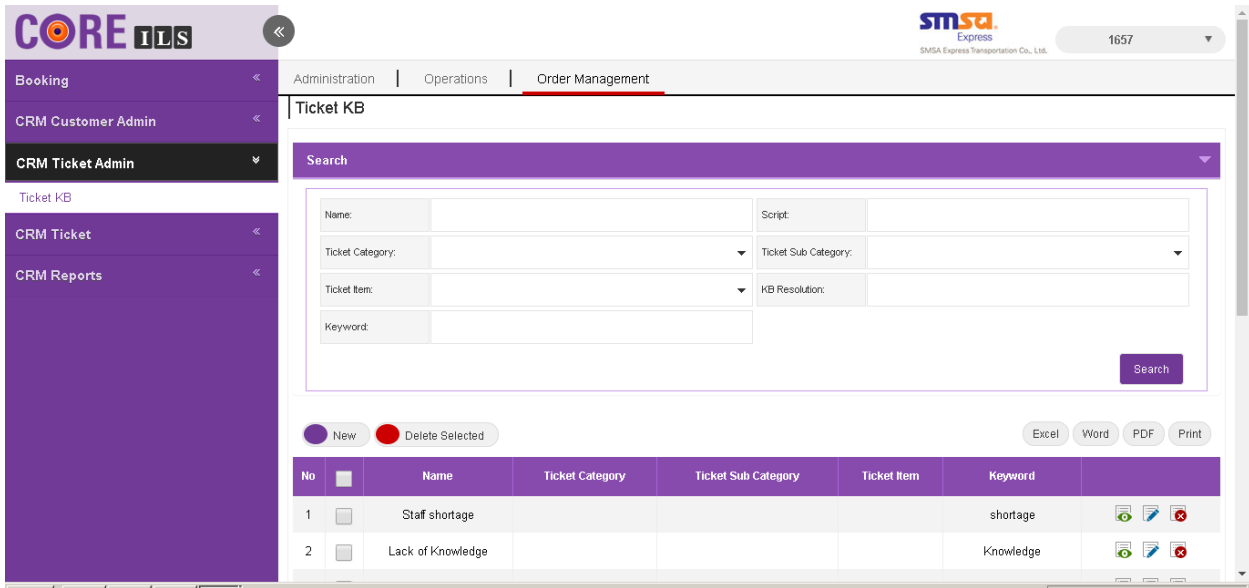 CORE ILS
smsa
Express
SMSA Express Transportation Co., Ltd.
1657
Booking
CRM Customer Admin
CRM Ticket Admin
Ticket KB
CRM Ticket
CRM Reports
Administration | Operations | Order Management
Ticket KB
Search
Name: Script:
Ticket Category: Ticket Sub Category:
Ticket Item: KB Resolution:
Keyword:
Search
New Delete Selected Excel Word PDF Print
No Name Ticket Category Ticket Sub Category Ticket Item Keyword
1 Staff shortage shortage
2 Lack of Knowledge Knowledge